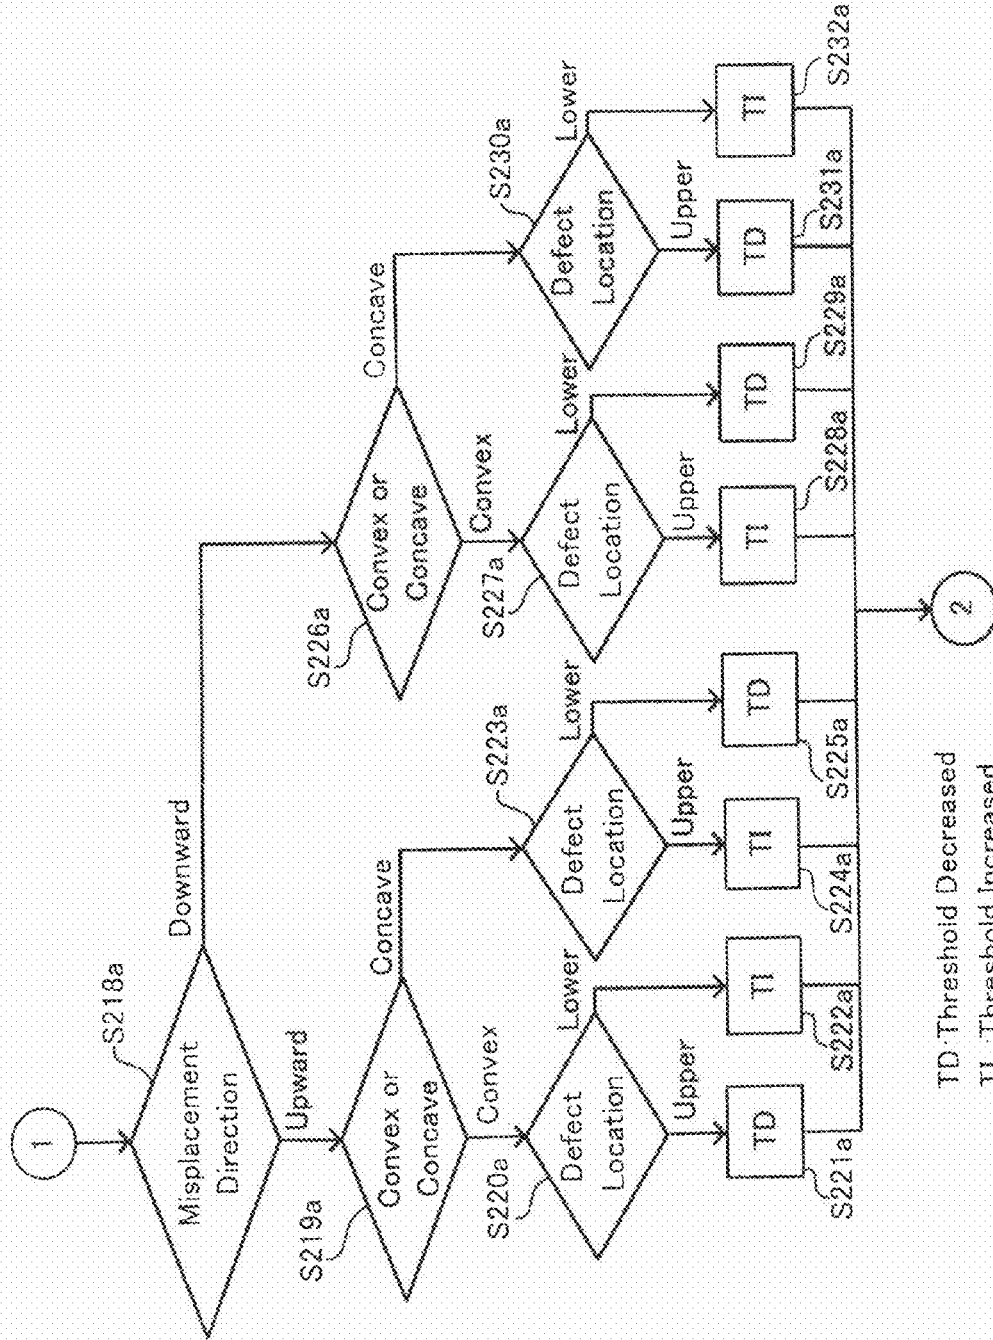 1
S218a
Misplacement
Direction
Downward
Upward
S219a
Convex or
Concave
Concave
Convex
S226a
Convex or
Concave
Concave
Convex
S220a
Defect
Location
Lower
Upper
S223a
Defect
Location
Lower
Upper
S227a
Defect
Location
Lower
Upper
S230a
Defect
Location
Lower
Upper
TD
TI
TI
TD
TI
TD
TD
TI
S221a
S222a
S224a
S225a
S228a
S229a
S231a
S232a
2
TD : Threshold Decreased
TI : Threshold Increased